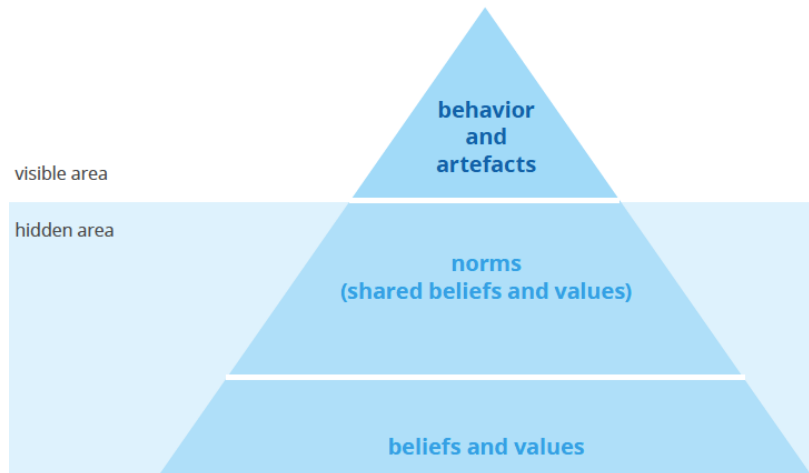 behavior
and
artefacts
visible area
hidden area
norms
(shared beliefs and values)
beliefs and values